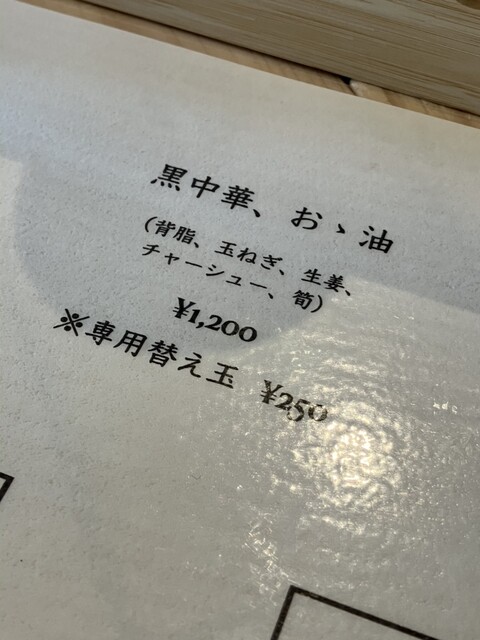 黒中華、おゝ油
(背脂、玉ねぎ、生姜、
チャーシュー、筍)
¥1,200
※専用替え玉 ¥250